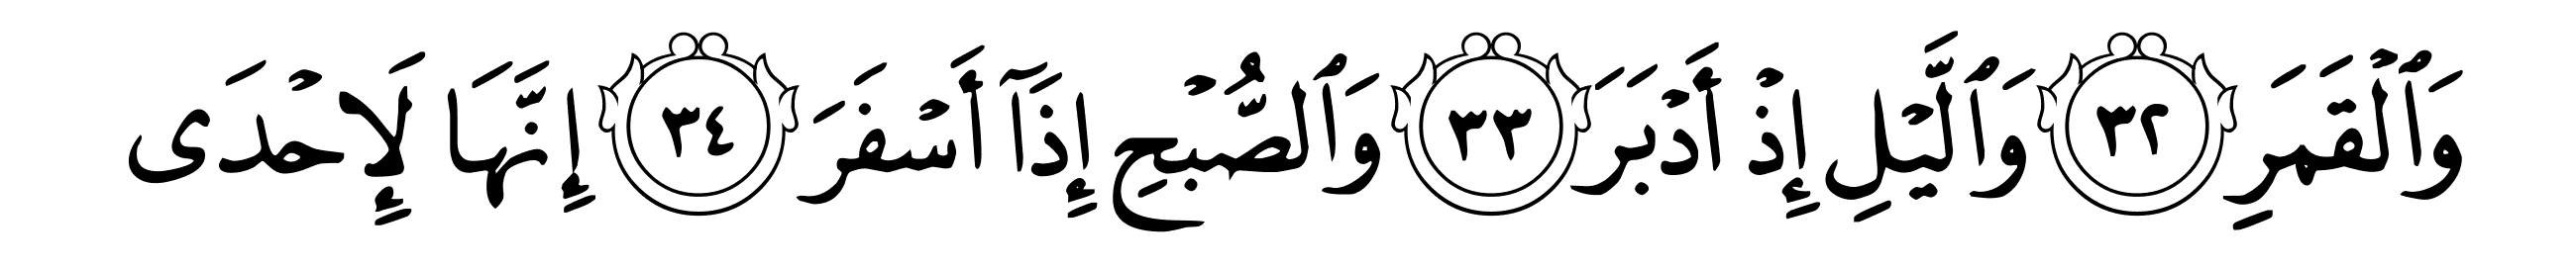 وَٱلْقَمَرِ ٣٢ وَٱلَّيْلِ إِذْ أَدْبَرَ ٣٣ وَٱلصُّبْحِ إِذَآ أَسْفَرَ ٣٤ إِنَّهَا لَإِحْدَى